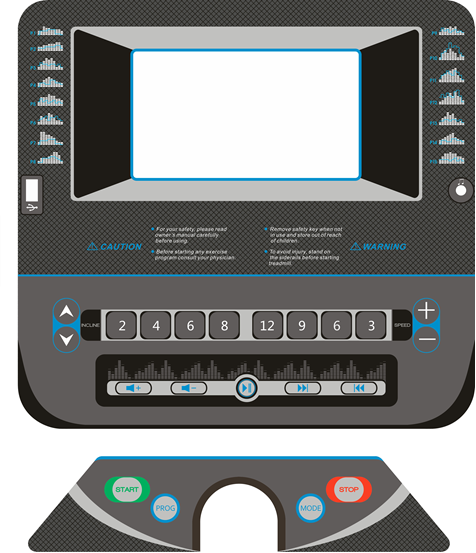 ⚠ CAUTION
• For your safety, please read
owner's manual carefully
before using.
• Before starting any exercise
program consult your physician.
• Remove safety key when not
in use and store out of reach
of children.
• To avoid injury, stand on
the siderails before starting
treadmill.
⚠ WARNING
INCLINE 2 4 6 8 12 9 6 3 SPEED
+
−
START
PROG
MODE
STOP